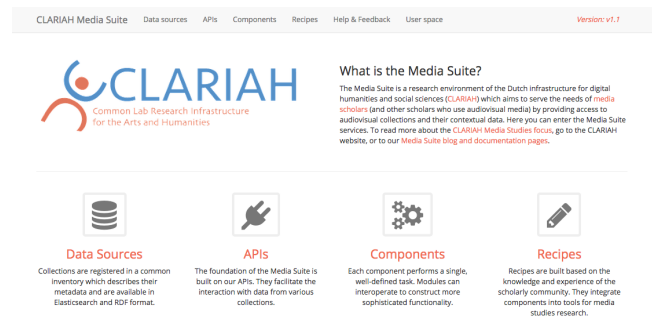 CLARIAH Media Suite Data sources APIs Components Recipes Help & Feedback User space Version: v1.1
CLARIAH
Common Lab Research Infrastructure
for the Arts and Humanities
What is the Media Suite?
The Media Suite is a research environment of the Dutch infrastructure for digital
humanities and social sciences (CLARIAH) which aims to serve the needs of media
scholars (and other scholars who use audiovisual media) by providing access to
audiovisual collections and their contextual data. Here you can enter the Media Suite
services. To read more about the CLARIAH Media Studies focus, go to the CLARIAH
website, or to our Media Suite blog and documentation pages.
Data Sources
Collections are registered in a common
inventory which describes their
metadata and are available in
Elasticsearch and RDF format.
APIs
The foundation of the Media Suite is
built on our APIs. They facilitate the
interaction with data from various
collections.
Components
Each component performs a single,
well-defined task. Modules can
interoperate to construct more
sophisticated functionality.
Recipes
Recipes are built based on the
knowledge and experience of the
scholarly community. They integrate
components into tools for media
studies research.